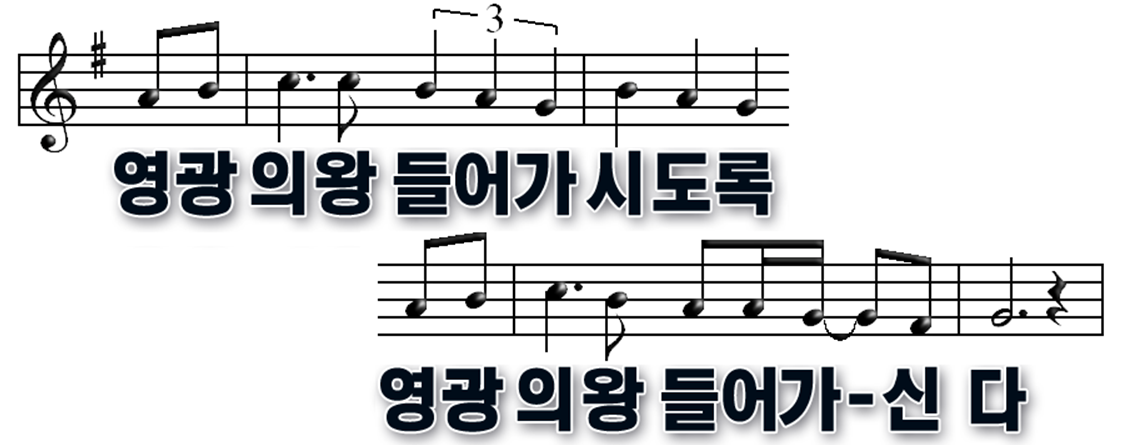 3
영광 의왕 들어가 시도록
영광 의왕 들어가-신 다